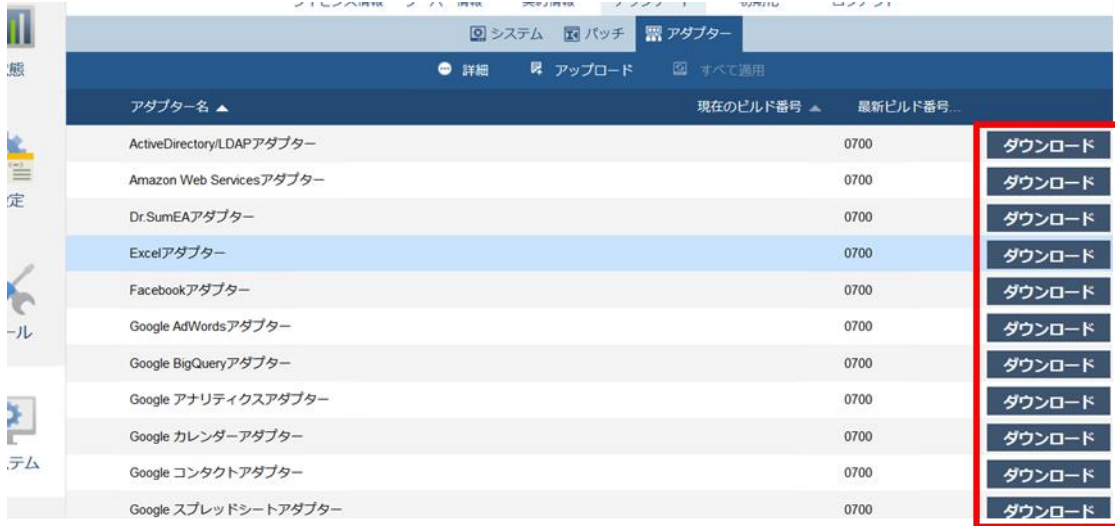 システム パッチ アダプター
態
詳細 アップロード すべて適用
アダプター名 ▲ 現在のビルド番号 ▲ 最新ビルド番号...
ActiveDirectory/LDAPアダプター 0700 ダウンロード
Amazon Web Servicesアダプター 0700 ダウンロード
定
Dr.SumEAアダプター 0700 ダウンロード
Excelアダプター 0700 ダウンロード
Facebookアダプター 0700 ダウンロード
ール
Google AdWordsアダプター 0700 ダウンロード
Google BigQueryアダプター 0700 ダウンロード
Google アナリティクスアダプター 0700 ダウンロード
Google カレンダーアダプター 0700 ダウンロード
テム
Google コンタクトアダプター 0700 ダウンロード
Google スプレッドシートアダプター 0700 ダウンロード